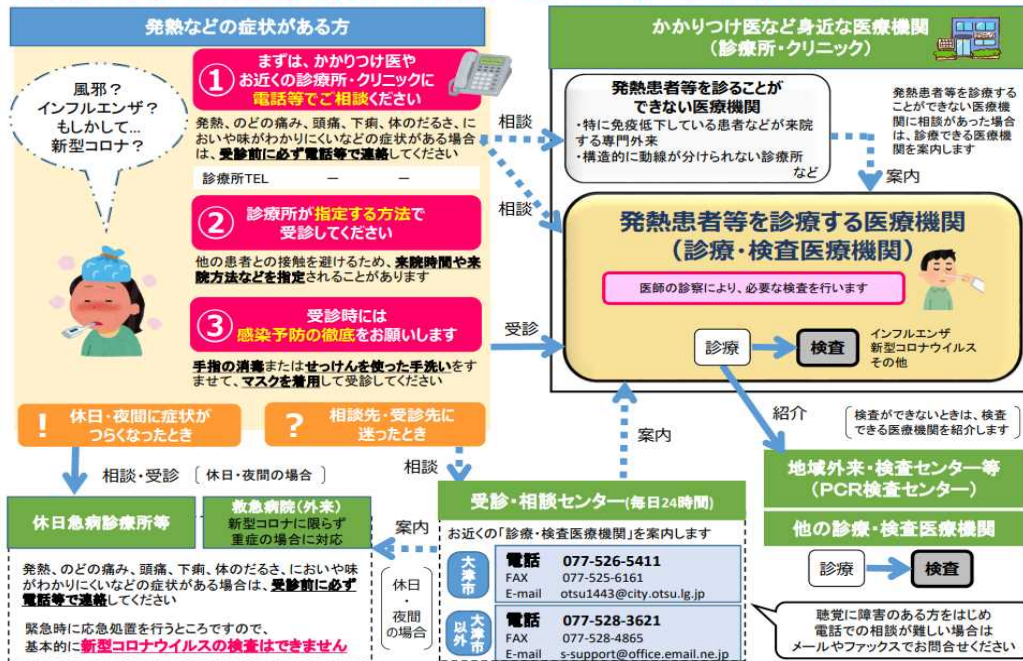 発熱などの症状がある方
風邪？
インフルエンザ？
もしかして…
新型コロナ？
①
まずは、かかりつけ医や
お近くの診療所・クリニックに
電話等でご相談ください
発熱、のどの痛み、頭痛、下痢、体のだるさ、に
おいや味がわかりにくいなどの症状がある場合
は、受診前に必ず電話等で連絡してください
診療所TEL　　－　　－
②
診療所が指定する方法で
受診してください
他の患者との接触を避けるため、来院時間や来
院方法などを指定されることがあります
③
受診時には
感染予防の徹底をお願いします
手指の消毒またはせっけんを使った手洗いをす
ませて、マスクを着用して受診してください
！
休日・夜間に症状が
つらくなったとき
？
相談先・受診先に
迷ったとき
相談
相談
受診
かかりつけ医など身近な医療機関
（診療所・クリニック）
発熱患者等を診ることが
できない医療機関
・特に免疫低下している患者などが来院
する専門外来
・構造的に動線が分けられない診療所
など
発熱患者等を診療する
ことができない医療機
関に相談があった場合
は、診療できる医療機
関を案内します
案内
発熱患者等を診療する医療機関
（診療・検査医療機関）
医師の診察により、必要な検査を行います
診療
検査
インフルエンザ
新型コロナウイルス
その他
紹介
検査ができないときは、検査
できる医療機関を紹介します
案内
地域外来・検査センター等
（PCR検査センター）
他の診療・検査医療機関
診療
検査
相談・受診
休日・夜間の場合
相談
休日急病診療所等
救急病院（外来）
新型コロナに限らず
重症の場合に対応
発熱、のどの痛み、頭痛、下痢、体のだるさ、においや味
がわかりにくいなどの症状がある場合は、受診前に必ず
電話等で連絡してください
緊急時に応急処置を行うところですので、
基本的に新型コロナウイルスの検査はできません
案内
休日
・
夜間
の場合
受診・相談センター（毎日24時間）
お近くの「診療・検査医療機関」を案内します
大津市
電話　077-526-5411
FAX　077-525-6161
E-mail　otsu1443@city.otsu.lg.jp
大津市以外
電話　077-528-3621
FAX　077-528-4865
E-mail　s-support@office.email.ne.jp
聴覚に障害のある方をはじめ
電話での相談が難しい場合は
メールやファックスでお問合せください